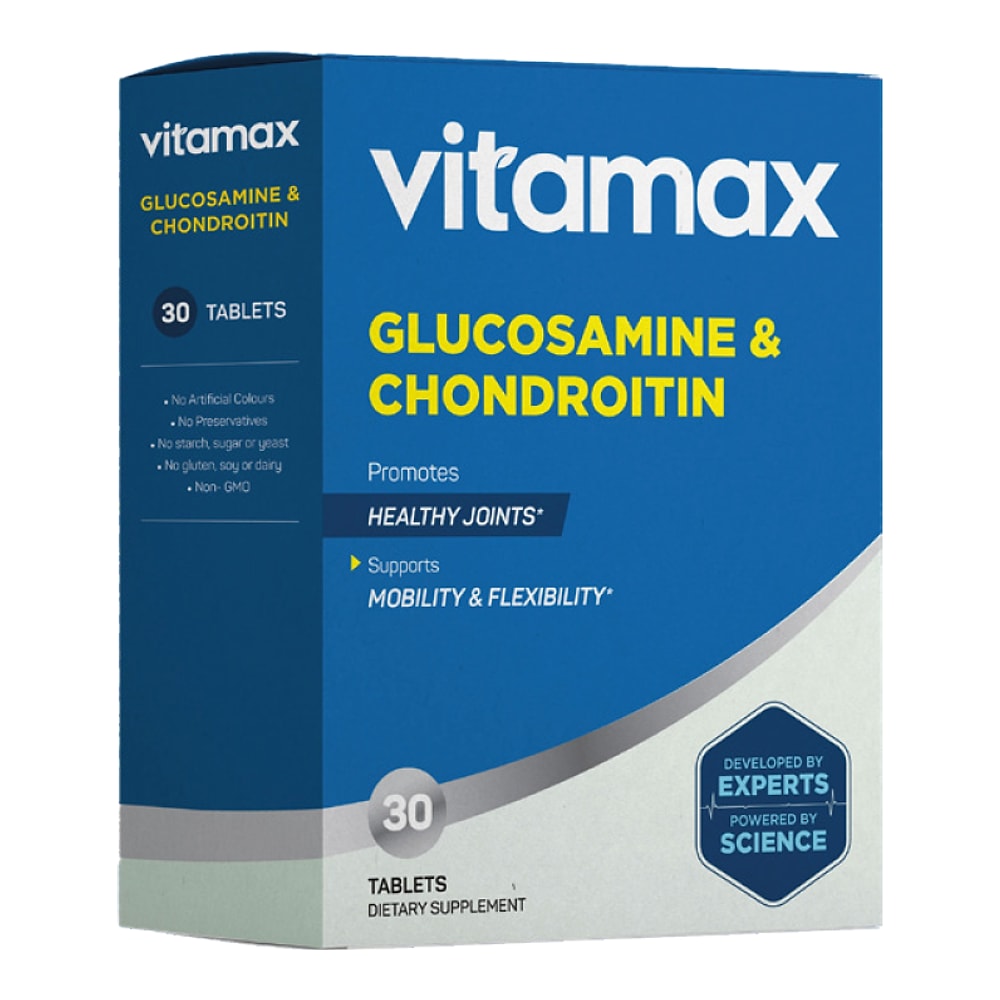 vitamax
GLUCOSAMINE &
CHONDROITIN
30 TABLETS
• No Artificial Colours
• No Preservatives
• No starch, sugar or yeast
• No gluten, soy or dairy
• Non- GMO
vitamax
GLUCOSAMINE &
CHONDROITIN
Promotes
HEALTHY JOINTS*
Supports
MOBILITY & FLEXIBILITY*
30
TABLETS
DIETARY SUPPLEMENT
DEVELOPED BY
EXPERTS
POWERED BY
SCIENCE